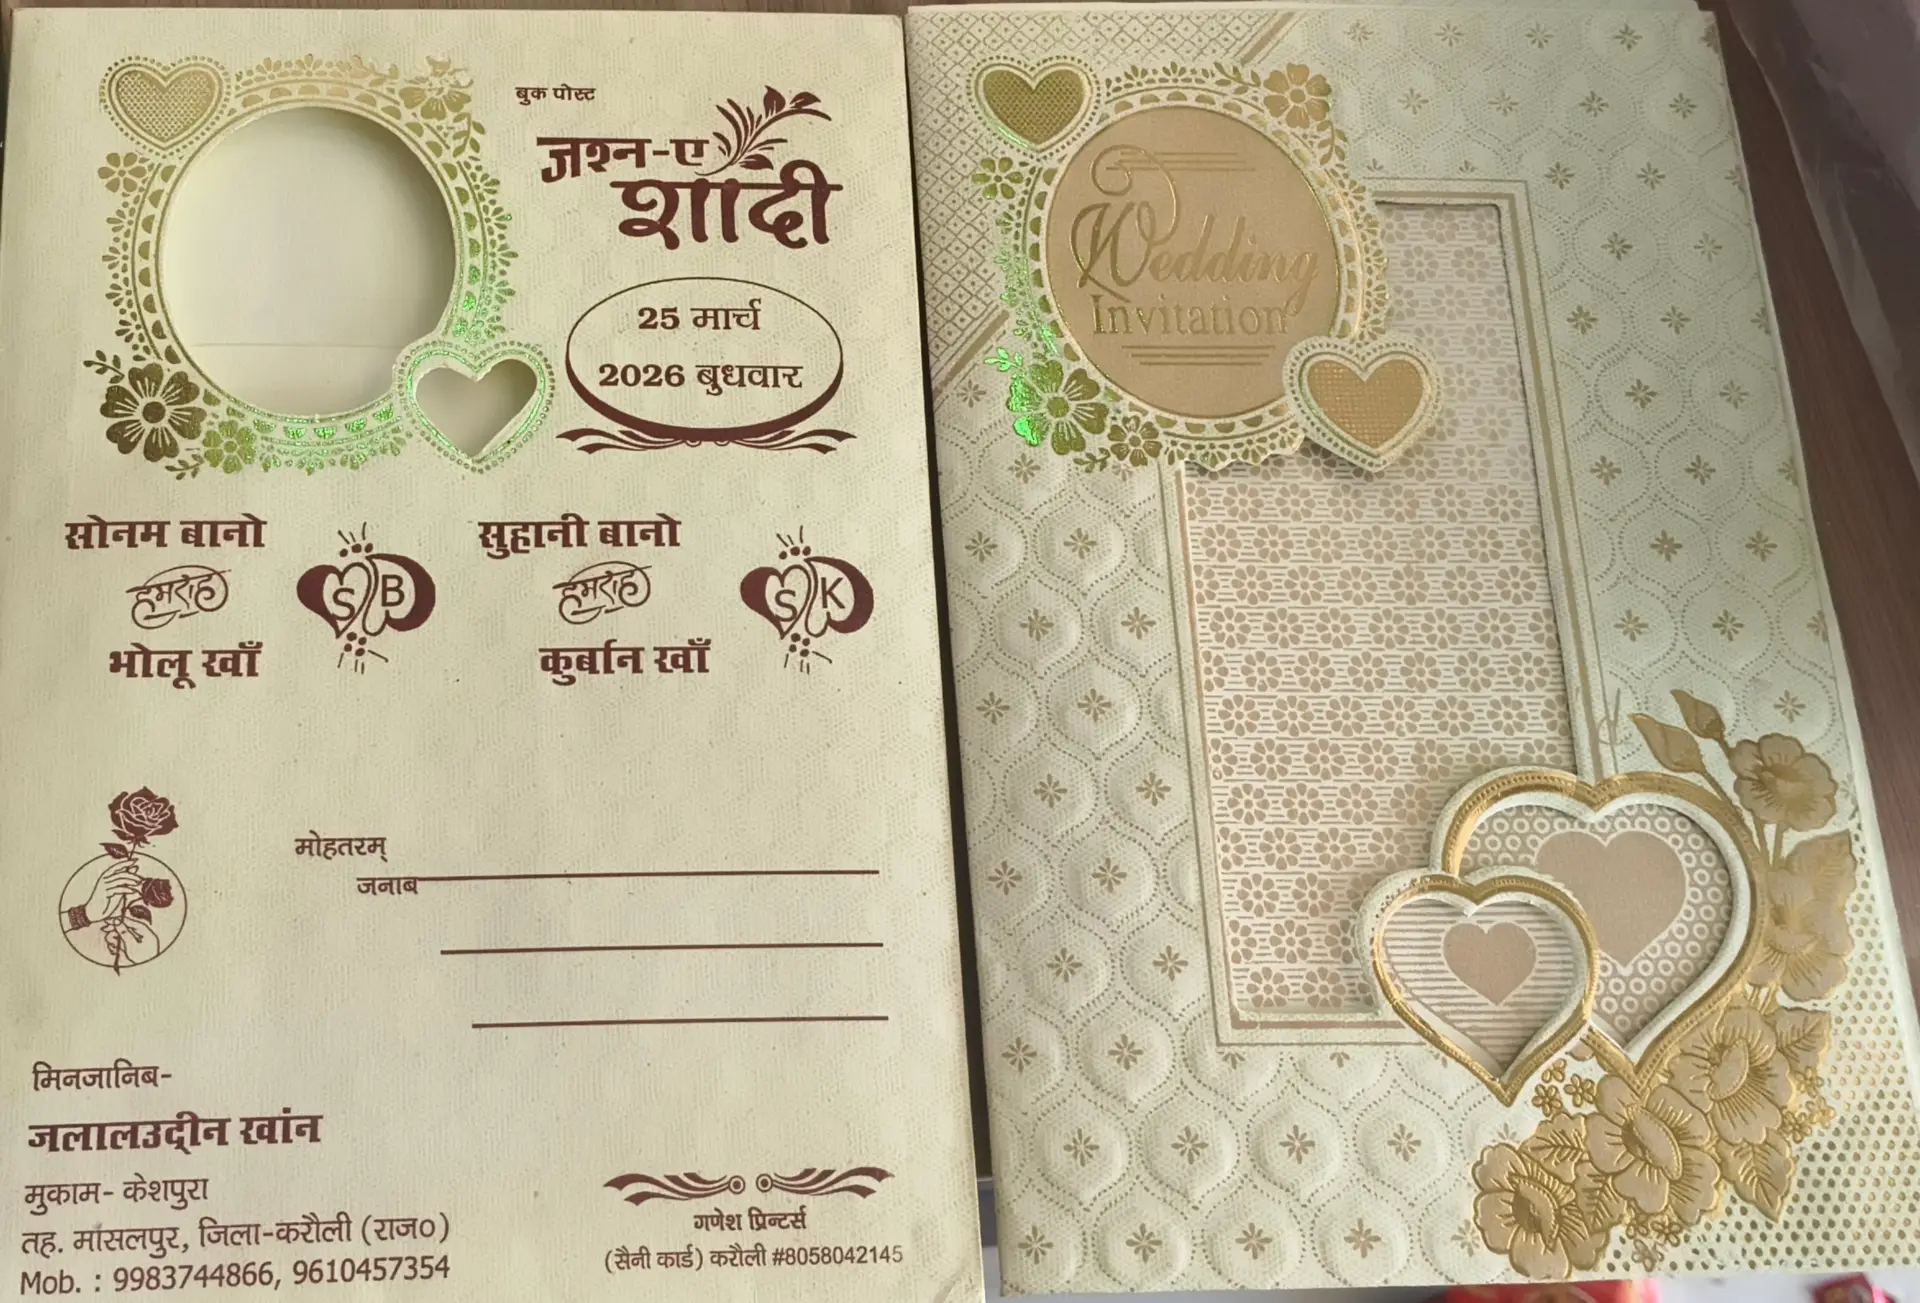 बुक पोस्ट
जश्न-ए
शादी
25 मार्च
2026 बुधवार
सोनम बानो
हमराह
भोलू खाँ
S B
सुहानी बानो
हमराह
कुर्बान खाँ
S K
मोहतरम्
जनाब
मिनजानिब-
जलालउद्दीन खांन
मुकाम- केशपुरा
तह. मांसलपुर, जिला-करौली (राज०)
Mob. : 9983744866, 9610457354
गणेश प्रिन्टर्स
(सैनी कार्ड) करौली #8058042145
Wedding
Invitation